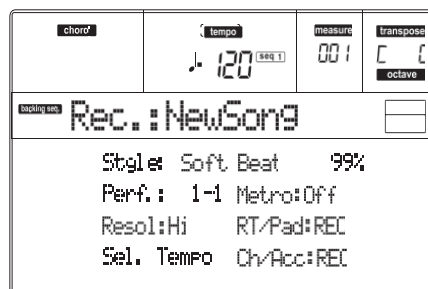 chord tempo measure transpose
♩. 120 seq 1 001 C 0
octave
backing seq. Rec.:NewSong
Style: Soft Beat 99%
Perf.: 1-1 Metro:Off
Resol:Hi RT/Pad:REC
Sel. Tempo Ch/Acc:REC